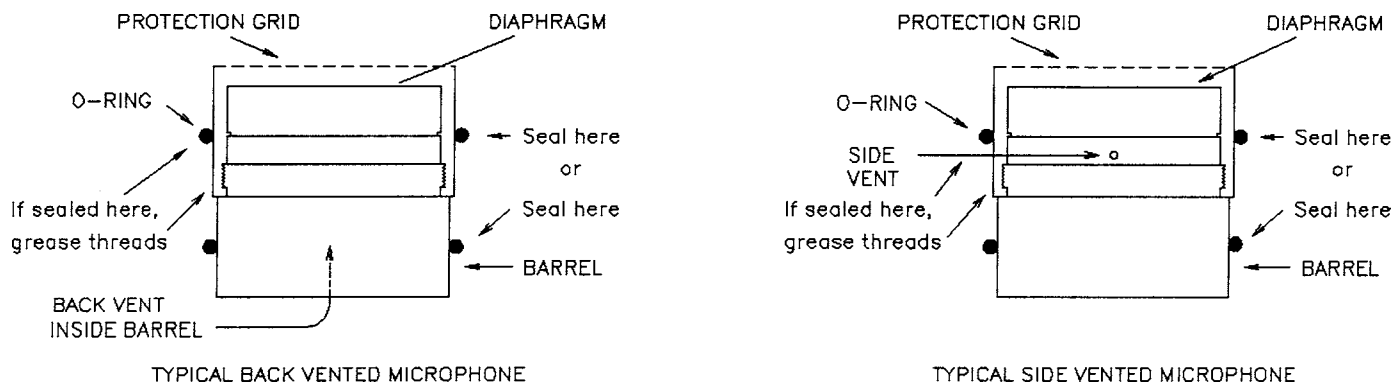 PROTECTION GRID
DIAPHRAGM
O-RING
Seal here
or
Seal here
If sealed here,
grease threads
BARREL
BACK VENT
INSIDE BARREL
TYPICAL BACK VENTED MICROPHONE
PROTECTION GRID
DIAPHRAGM
O-RING
Seal here
or
Seal here
SIDE
VENT
If sealed here,
grease threads
BARREL
TYPICAL SIDE VENTED MICROPHONE